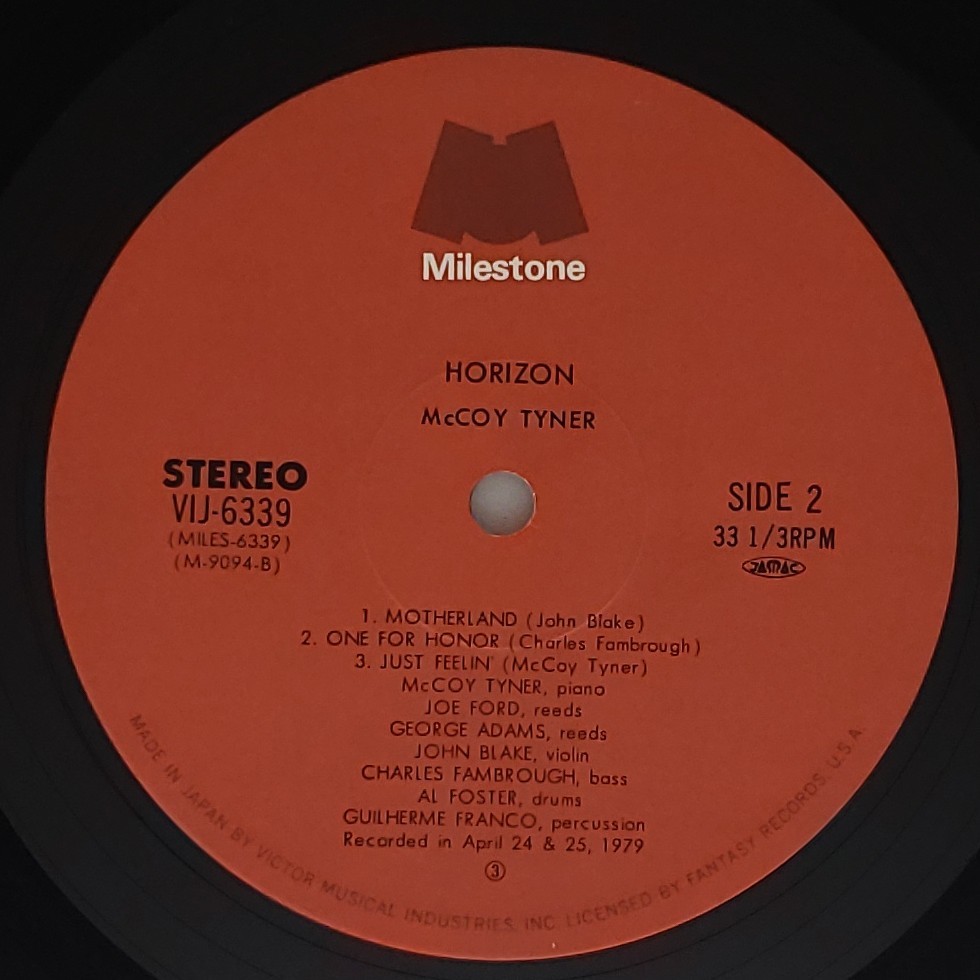 Milestone
HORIZON
McCOY TYNER
STEREO
VIJ-6339
(MILES-6339)
(M-9094-B)
SIDE 2
33 1/3RPM
JASRAC
1. MOTHERLAND (John Blake)
2. ONE FOR HONOR (Charles Fambrough)
3. JUST FEELIN' (McCoy Tyner)
McCOY TYNER, piano
JOE FORD, reeds
GEORGE ADAMS, reeds
JOHN BLAKE, violin
CHARLES FAMBROUGH, bass
AL FOSTER, drums
GUILHERME FRANCO, percussion
Recorded in April 24 & 25, 1979
③
MADE IN JAPAN BY VICTOR MUSICAL INDUSTRIES, INC. LICENSED BY FANTASY RECORDS, U.S.A.